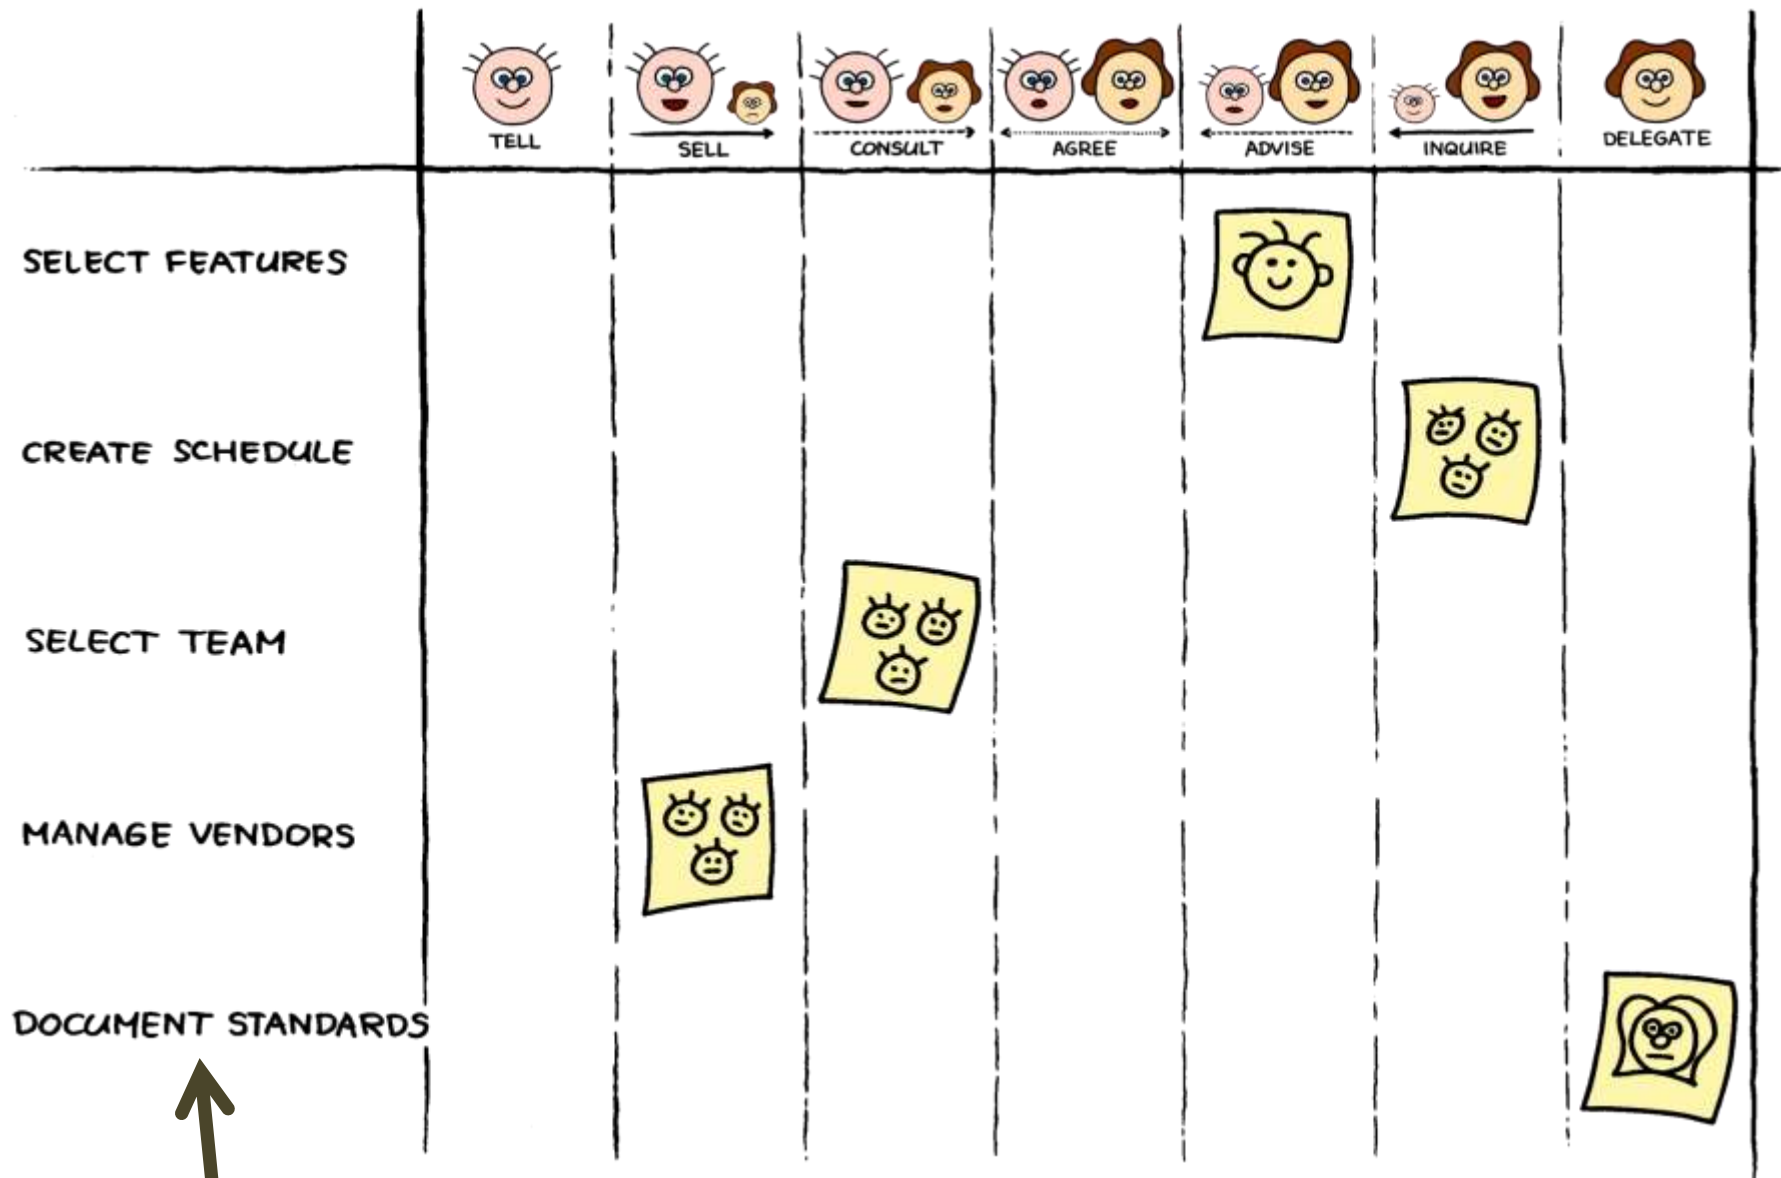 TELL
SELL
CONSULT
AGREE
ADVISE
INQUIRE
DELEGATE
SELECT FEATURES
CREATE SCHEDULE
SELECT TEAM
MANAGE VENDORS
DOCUMENT STANDARDS